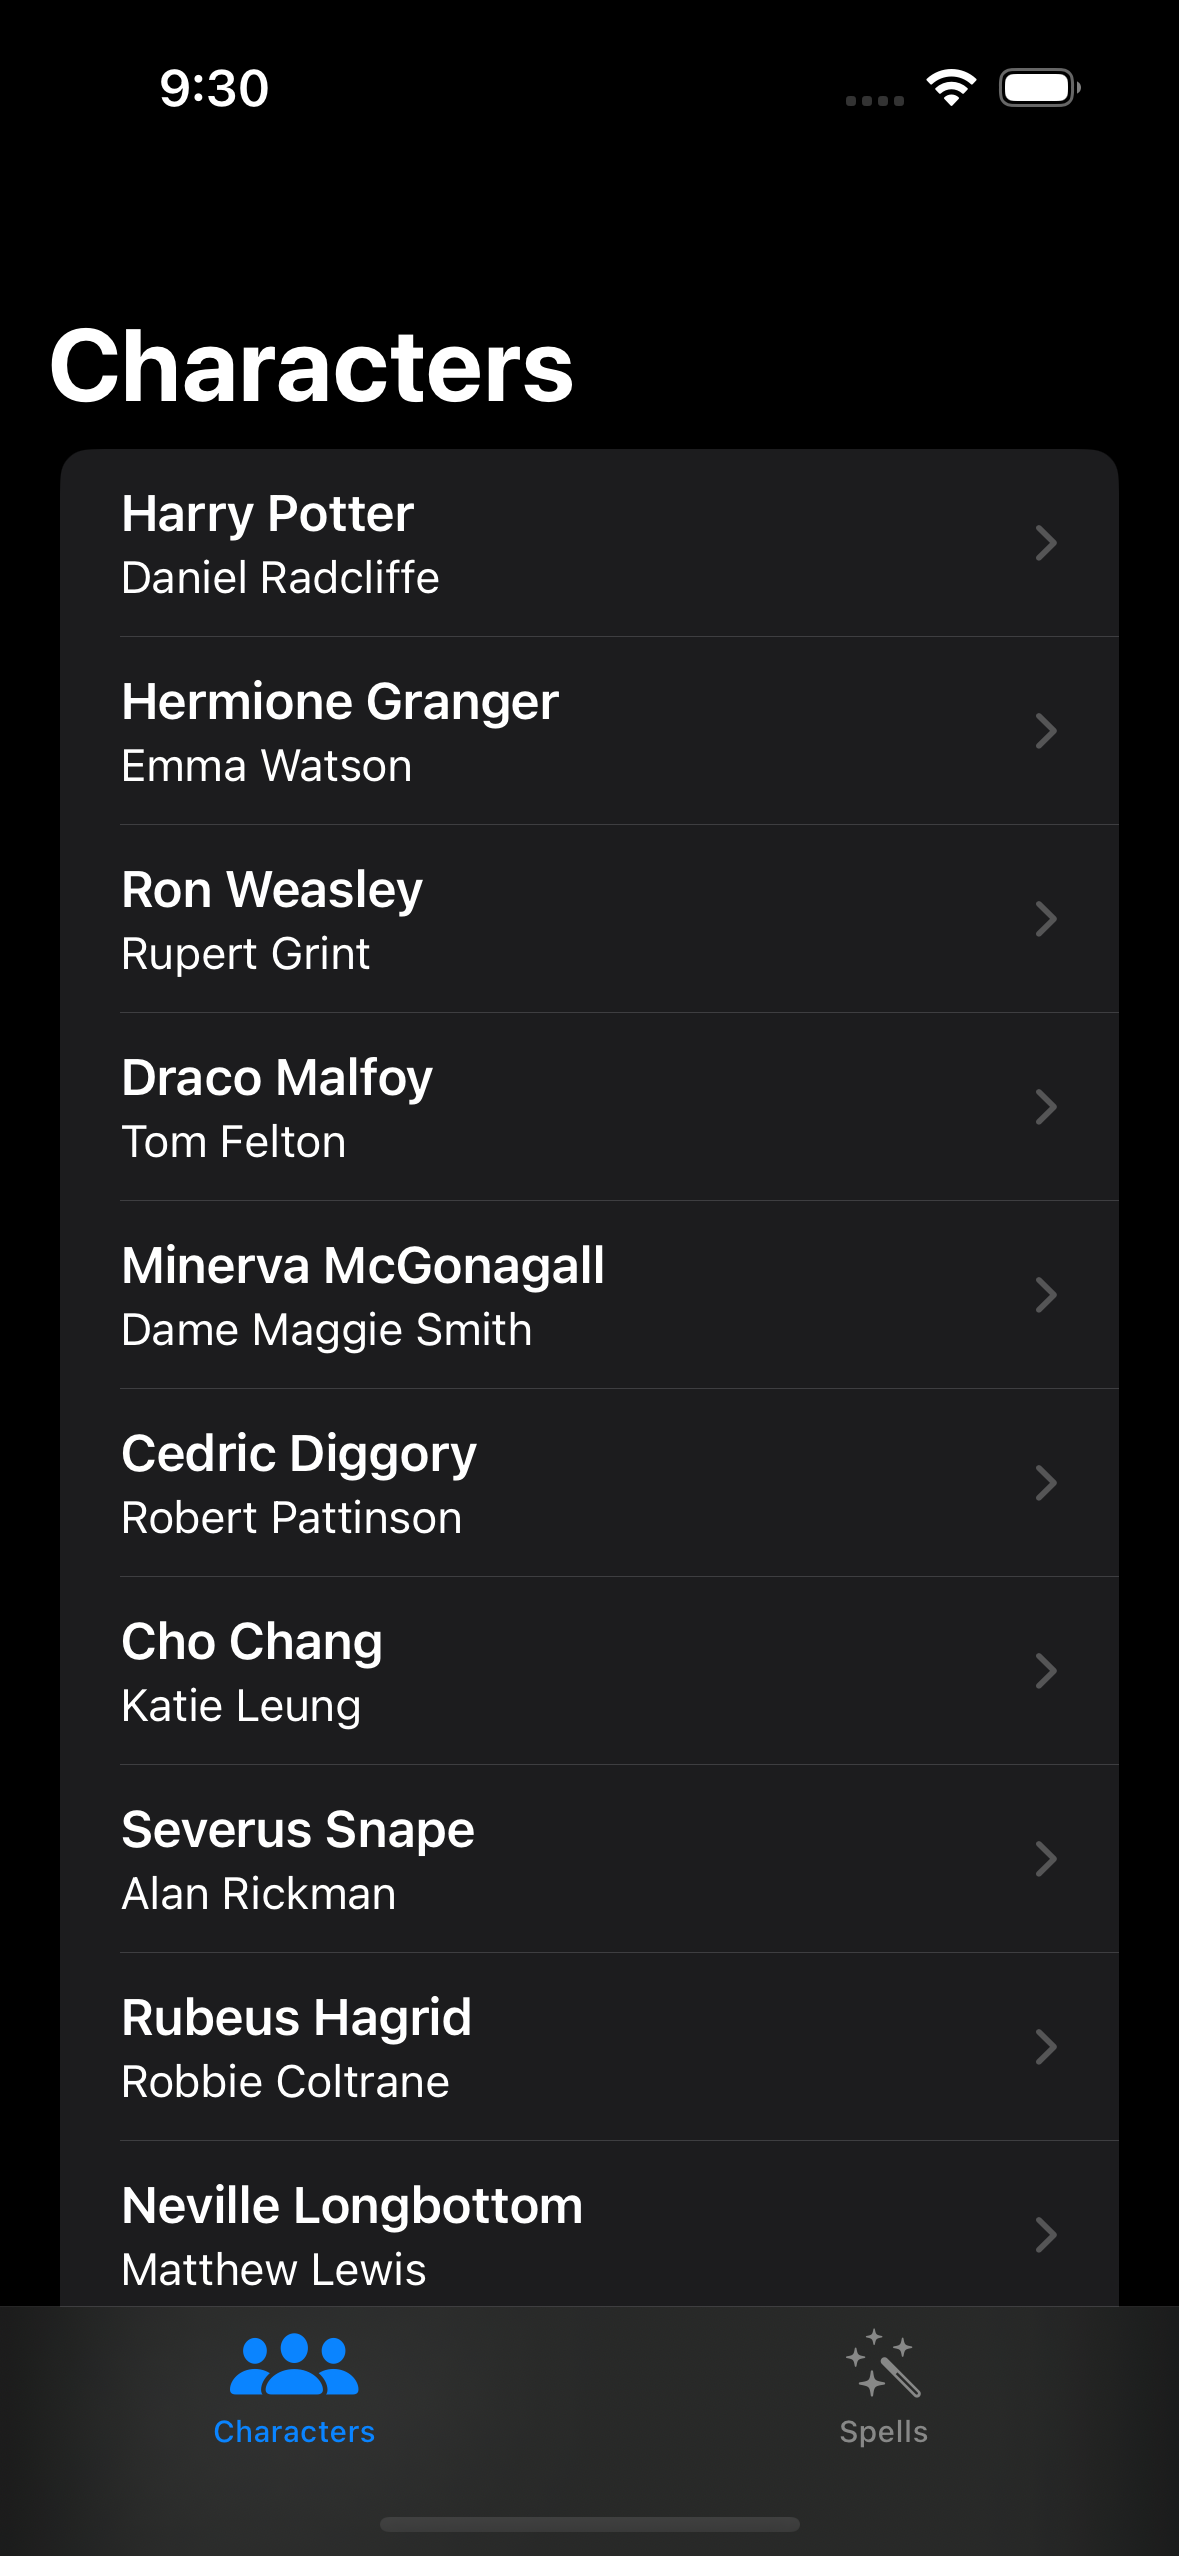 9:30
Characters
Harry Potter
Daniel Radcliffe
Hermione Granger
Emma Watson
Ron Weasley
Rupert Grint
Draco Malfoy
Tom Felton
Minerva McGonagall
Dame Maggie Smith
Cedric Diggory
Robert Pattinson
Cho Chang
Katie Leung
Severus Snape
Alan Rickman
Rubeus Hagrid
Robbie Coltrane
Neville Longbottom
Matthew Lewis
Characters
Spells